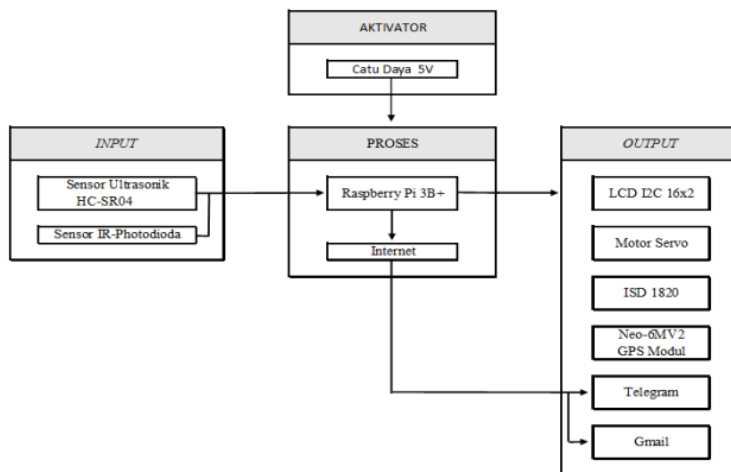 AKTIVATOR
Catu Daya 5V
INPUT
Sensor Ultrasonik
HC-SR04
Sensor IR-Photodioda
PROSES
Raspberry Pi 3B+
Internet
OUTPUT
LCD I2C 16x2
Motor Servo
ISD 1820
Neo-6MV2
GPS Modul
Telegram
Gmail